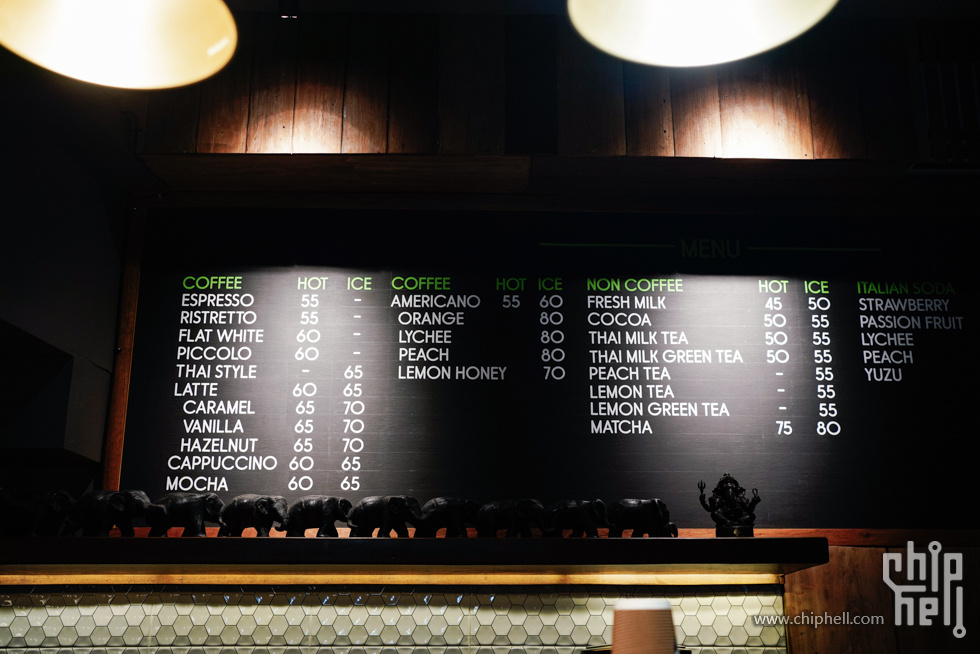 MENU
COFFEE HOT ICE
ESPRESSO 55 -
RISTRETTO 55 -
FLAT WHITE 60 -
PICCOLO 60 -
THAI STYLE - 65
LATTE 60 65
CARAMEL 65 70
VANILLA 65 70
HAZELNUT 65 70
CAPPUCCINO 60 65
MOCHA 60 65
COFFEE HOT ICE
AMERICANO 55 60
ORANGE 80
LYCHEE 80
PEACH 80
LEMON HONEY 70
NON COFFEE HOT ICE
FRESH MILK 45 50
COCOA 50 55
THAI MILK TEA 50 55
THAI MILK GREEN TEA 50 55
PEACH TEA - 55
LEMON TEA - 55
LEMON GREEN TEA - 55
MATCHA 75 80
ITALIAN SODA
STRAWBERRY
PASSION FRUIT
LYCHEE
PEACH
YUZU
www.chiphell.com
chip
hell